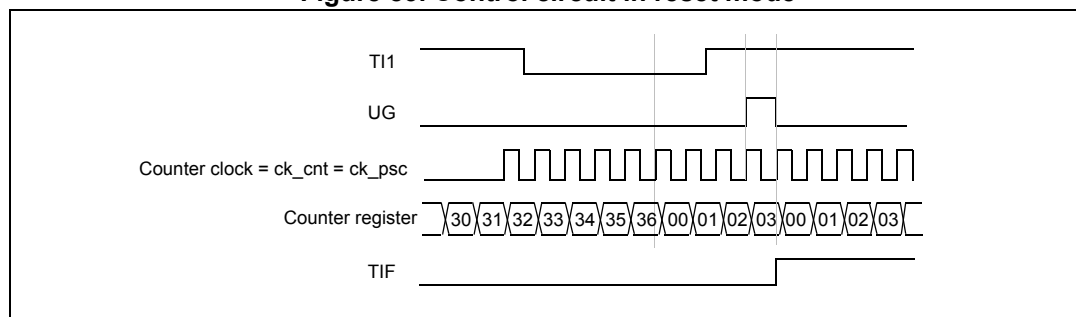 Figure Control circuit in reset mode
TI1
UG
Counter clock = ck_cnt = ck_psc
Counter register 30 31 32 33 34 35 36 00 01 02 03 00 01 02 03
TIF